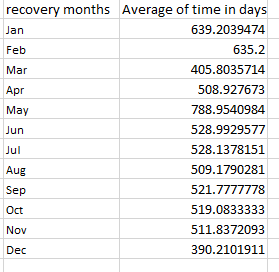 recovery months Average of time in days
Jan 639.2039474
Feb 635.2
Mar 405.8035714
Apr 508.927673
May 788.9540984
Jun 528.9929577
Jul 528.1378151
Aug 509.1790281
Sep 521.7777778
Oct 519.0833333
Nov 511.8372093
Dec 390.2101911